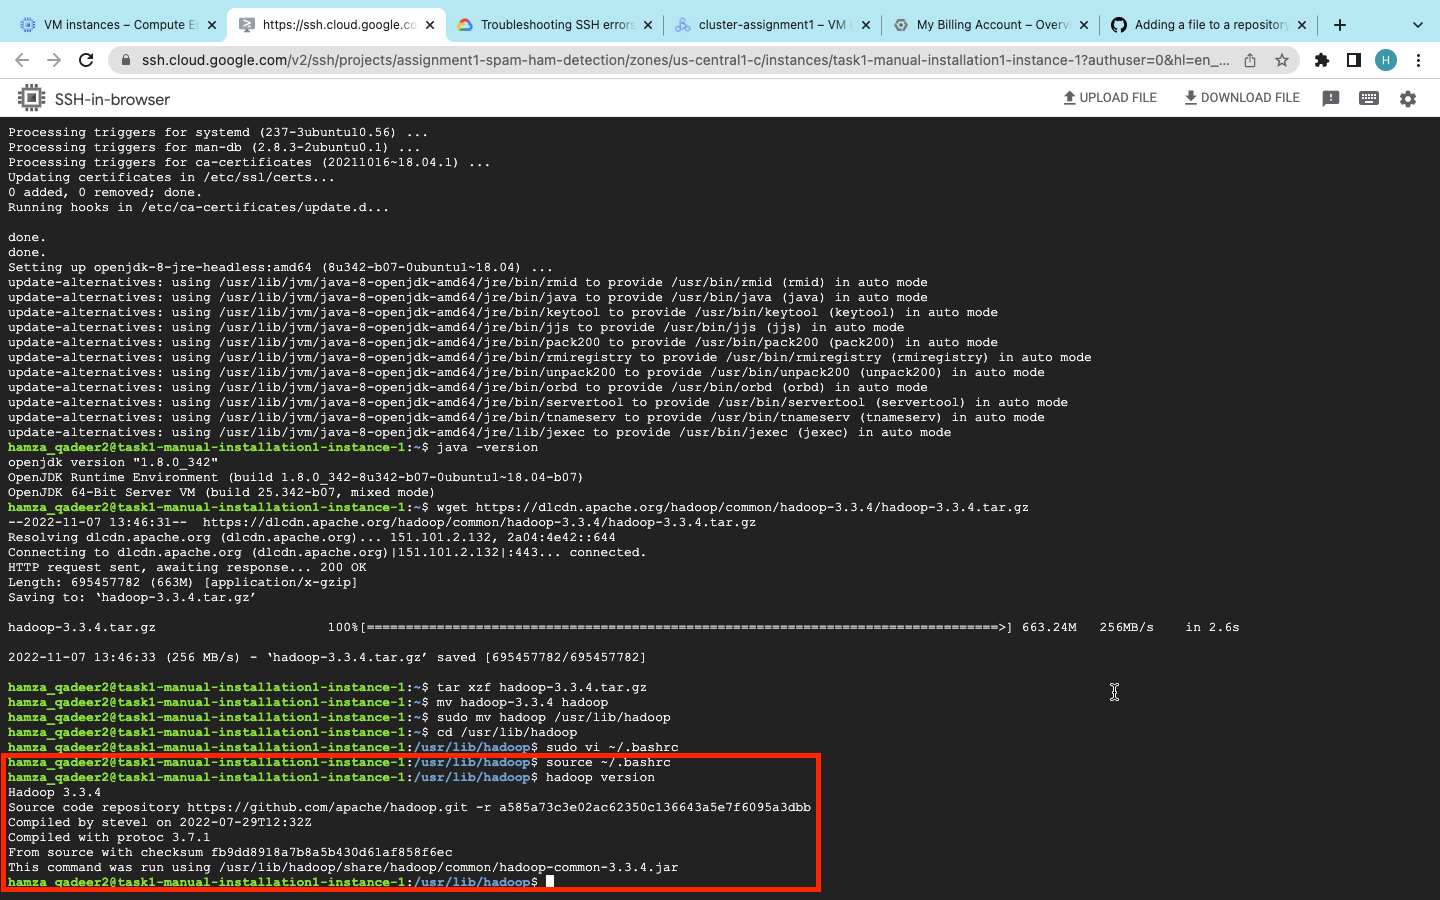 VM instances – Compute E
https://ssh.cloud.google.co
Troubleshooting SSH errors
cluster-assignment1 – VM
My Billing Account – Overv
Adding a file to a repository
ssh.cloud.google.com/v2/ssh/projects/assignment1-spam-ham-detection/zones/us-central1-c/instances/task1-manual-installation1-instance-1?authuser=0&hl=en_...
H
SSH-in-browser
UPLOAD FILE
DOWNLOAD FILE
Processing triggers for systemd (237-3ubuntu10.56) ...
Processing triggers for man-db (2.8.3-2ubuntu0.1) ...
Processing triggers for ca-certificates (20211016~18.04.1) ...
Updating certificates in /etc/ssl/certs...
0 added, 0 removed; done.
Running hooks in /etc/ca-certificates/update.d...
done.
done.
Setting up openjdk-8-jre-headless:amd64 (8u342-b07-0ubuntu1~18.04) ...
update-alternatives: using /usr/lib/jvm/java-8-openjdk-amd64/jre/bin/rmid to provide /usr/bin/rmid (rmid) in auto mode
update-alternatives: using /usr/lib/jvm/java-8-openjdk-amd64/jre/bin/java to provide /usr/bin/java (java) in auto mode
update-alternatives: using /usr/lib/jvm/java-8-openjdk-amd64/jre/bin/keytool to provide /usr/bin/keytool (keytool) in auto mode
update-alternatives: using /usr/lib/jvm/java-8-openjdk-amd64/jre/bin/jjs to provide /usr/bin/jjs (jjs) in auto mode
update-alternatives: using /usr/lib/jvm/java-8-openjdk-amd64/jre/bin/pack200 to provide /usr/bin/pack200 (pack200) in auto mode
update-alternatives: using /usr/lib/jvm/java-8-openjdk-amd64/jre/bin/rmiregistry to provide /usr/bin/rmiregistry (rmiregistry) in auto mode
update-alternatives: using /usr/lib/jvm/java-8-openjdk-amd64/jre/bin/unpack200 to provide /usr/bin/unpack200 (unpack200) in auto mode
update-alternatives: using /usr/lib/jvm/java-8-openjdk-amd64/jre/bin/orbd to provide /usr/bin/orbd (orbd) in auto mode
update-alternatives: using /usr/lib/jvm/java-8-openjdk-amd64/jre/bin/servertool to provide /usr/bin/servertool (servertool) in auto mode
update-alternatives: using /usr/lib/jvm/java-8-openjdk-amd64/jre/bin/tnameserv to provide /usr/bin/tnameserv (tnameserv) in auto mode
update-alternatives: using /usr/lib/jvm/java-8-openjdk-amd64/jre/lib/jexec to provide /usr/bin/jexec (jexec) in auto mode
hamza_qadeer2@task1-manual-installation1-instance-1:~$ java -version
openjdk version "1.8.0_342"
OpenJDK Runtime Environment (build 1.8.0_342-8u342-b07-0ubuntu1~18.04-b07)
OpenJDK 64-Bit Server VM (build 25.342-b07, mixed mode)
hamza_qadeer2@task1-manual-installation1-instance-1:~$ wget https://dlcdn.apache.org/hadoop/common/hadoop-3.3.4/hadoop-3.3.4.tar.gz
--2022-11-07 13:46:31-- https://dlcdn.apache.org/hadoop/common/hadoop-3.3.4/hadoop-3.3.4.tar.gz
Resolving dlcdn.apache.org (dlcdn.apache.org)... 151.101.2.132, 2a04:4e42::644
Connecting to dlcdn.apache.org (dlcdn.apache.org)|151.101.2.132|:443... connected.
HTTP request sent, awaiting response... 200 OK
Length: 695457782 (663M) [application/x-gzip]
Saving to: ‘hadoop-3.3.4.tar.gz’
hadoop-3.3.4.tar.gz 100%[=================================================================================>] 663.24M 256MB/s in 2.6s
2022-11-07 13:46:33 (256 MB/s) - ‘hadoop-3.3.4.tar.gz’ saved [695457782/695457782]
hamza_qadeer2@task1-manual-installation1-instance-1:~$ tar xzf hadoop-3.3.4.tar.gz
hamza_qadeer2@task1-manual-installation1-instance-1:~$ mv hadoop-3.3.4 hadoop
hamza_qadeer2@task1-manual-installation1-instance-1:~$ sudo mv hadoop /usr/lib/hadoop
hamza_qadeer2@task1-manual-installation1-instance-1:~$ cd /usr/lib/hadoop
hamza_qadeer2@task1-manual-installation1-instance-1:/usr/lib/hadoop$ sudo vi ~/.bashrc
hamza_qadeer2@task1-manual-installation1-instance-1:/usr/lib/hadoop$ source ~/.bashrc
hamza_qadeer2@task1-manual-installation1-instance-1:/usr/lib/hadoop$ hadoop version
Hadoop 3.3.4
Source code repository https://github.com/apache/hadoop.git -r a585a73c3e02ac62350c136643a5e7f6095a3dbb
Compiled by stevel on 2022-07-29T12:32Z
Compiled with protoc 3.7.1
From source with checksum fb9dd8918a7b8a5b430d61af858f6ec
This command was run using /usr/lib/hadoop/share/hadoop/common/hadoop-common-3.3.4.jar
hamza_qadeer2@task1-manual-installation1-instance-1:/usr/lib/hadoop$